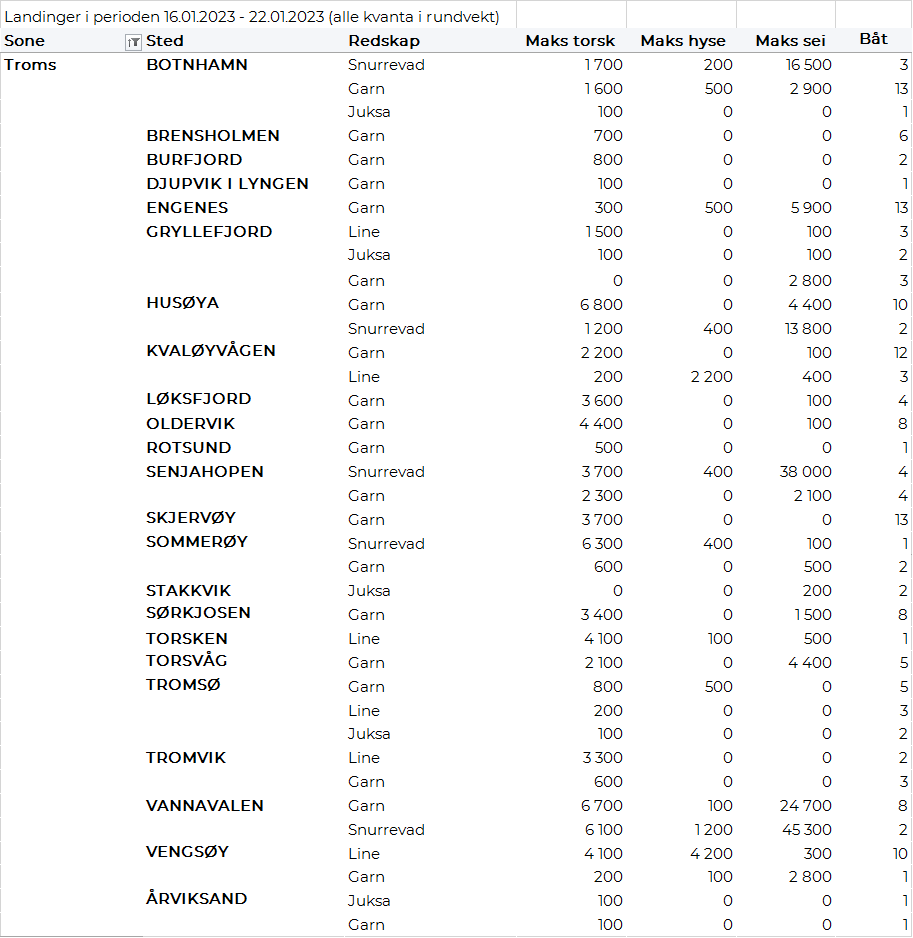 Landinger i perioden 16.01.2023 - 22.01.2023 (alle kvanta i rundvekt)
Sone Sted Redskap Maks torsk Maks hyse Maks sei Båt
Troms BOTNHAMN Snurrevad 1 700 200 16 500 3
Garn 1 600 500 2 900 13
Juksa 100 0 0 1
BRENSHOLMEN Garn 700 0 0 6
BURFJORD Garn 800 0 0 2
DJUPVIK I LYNGEN Garn 100 0 0 1
ENGENES Garn 300 500 5 900 13
GRYLLEFJORD Line 1 500 0 100 3
Juksa 100 0 100 2
Garn 0 0 2 800 3
HUSØYA Garn 6 800 0 4 400 10
Snurrevad 1 200 400 13 800 2
KVALØYVÅGEN Garn 2 200 0 100 12
Line 200 2 200 400 3
LØKSFJORD Garn 3 600 0 100 4
OLDERVIK Garn 4 400 0 100 8
ROTSUND Garn 500 0 0 1
SENJAHOPEN Snurrevad 3 700 400 38 000 4
Garn 2 300 0 2 100 4
SKJERVØY Garn 3 700 0 0 13
SOMMERØY Snurrevad 6 300 400 100 1
Garn 600 0 500 2
STAKKVIK Juksa 0 0 200 2
SØRKJOSEN Garn 3 400 0 1 500 8
TORSKEN Line 4 100 100 500 1
TORSVÅG Garn 2 100 0 4 400 5
TROMSØ Garn 800 500 0 5
Line 200 0 0 3
Juksa 100 0 0 2
TROMVIK Line 3 300 0 0 2
Garn 600 0 0 3
VANNAVALEN Garn 6 700 100 24 700 8
Snurrevad 6 100 1 200 45 300 2
VENGSØY Line 4 100 4 200 300 10
Garn 200 100 2 800 1
ÅRVIKSAND Juksa 100 0 0 1
Garn 100 0 0 1